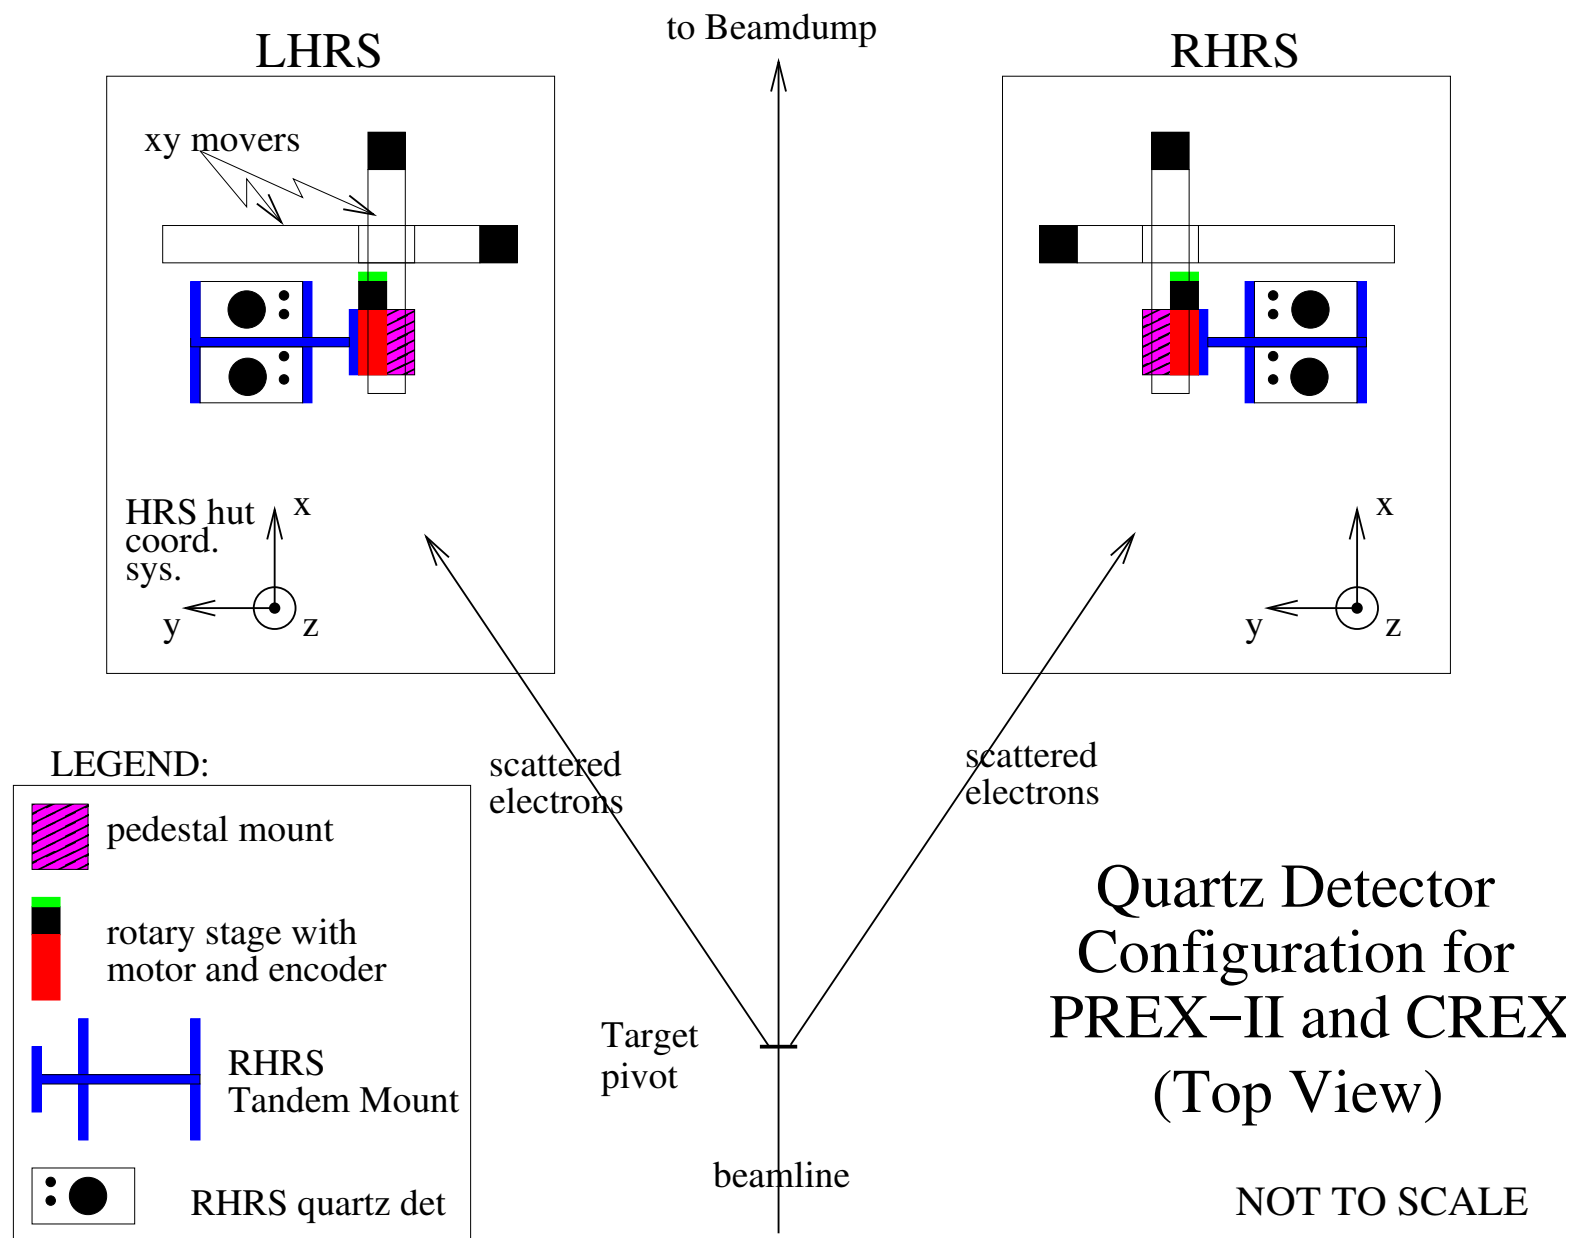 to Beamdump
LHRS
RHRS
xy movers
HRS hut
coord.
sys.
x
y
z
x
y
z
scattered
electrons
scattered
electrons
LEGEND:
pedestal mount
rotary stage with
motor and encoder
RHRS
Tandem Mount
RHRS quartz det
Target
pivot
beamline
Quartz Detector
Configuration for
PREX−II and CREX
(Top View)
NOT TO SCALE